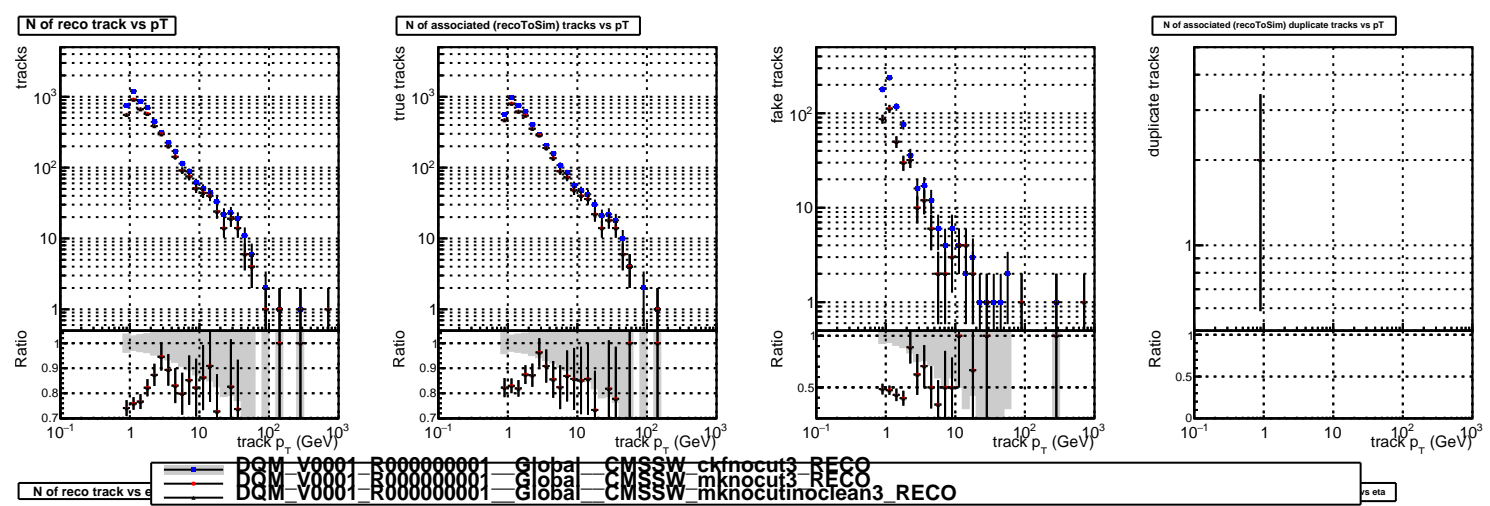 N of reco track vs pT
N of associated (recoToSim) tracks vs pT
N of associated (recoToSim) duplicate tracks vs pT
tracks
10³
10²
10
1
Ratio
1
0.9
0.8
0.7
10⁻¹ 1 10 10² 10³
track p_T (GeV)
true tracks
10³
10²
10
1
Ratio
1
0.9
0.8
0.7
10⁻¹ 1 10 10² 10³
track p_T (GeV)
fake tracks
10²
10
1
Ratio
1
0.5
10⁻¹ 1 10 10² 10³
track p_T (GeV)
duplicate tracks
1
Ratio
1
0.5
0
10⁻¹ 1 10 10² 10³
track p_T (GeV)
DQM_V0001_R000000001__Global__CMSSW_ckfnocut3_RECO
DQM_V0001_R000000001__Global__CMSSW_mknocut3_RECO
DQM_V0001_R000000001__Global__CMSSW_mknocutinoclean3_RECO
N of reco track vs e
vs eta